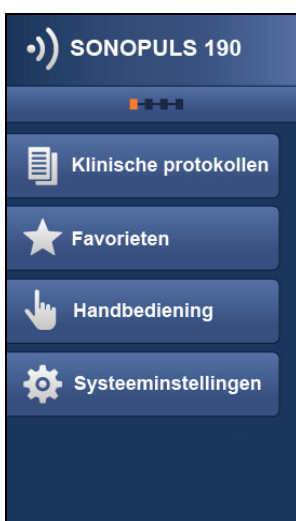 SONOPULS 190
Klinische protokollen
Favorieten
Handbediening
Systeeminstellingen